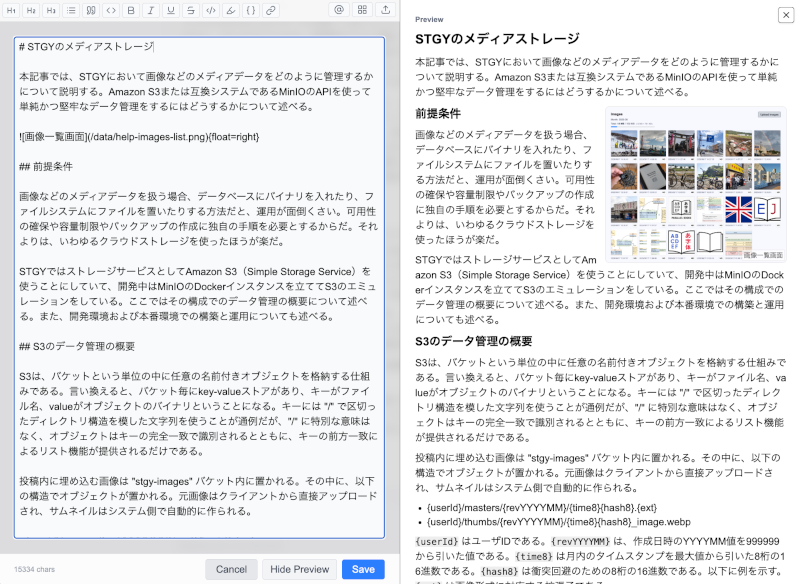 H1 H2 H3 B I U S </> { } @
# STGYのメディアストレージ
本記事では、STGYにおいて画像などのメディアデータをどのように管理するか
について説明する。Amazon S3または互換システムであるMinIOのAPIを使って
単純かつ堅牢なデータ管理をするにはどうするかについて述べる。
![画像一覧画面](/data/help-images-list.png){float=right}
## 前提条件
画像などのメディアデータを扱う場合、データベースにバイナリを入れたり、フ
ァイルシステムにファイルを置いたりする方法だと、運用が面倒くさい。可用性
の確保や容量制限やバックアップの作成に独自の手順を必要とするからだ。それ
よりは、いわゆるクラウドストレージを使ったほうが楽だ。
STGYではストレージサービスとしてAmazon S3（Simple Storage Service）を
使うことにしていて、開発中はMinIOのDockerインスタンスを立ててS3のエミュ
レーションをしている。ここではその構成でのデータ管理の概要について述べ
る。また、開発環境および本番環境での構築と運用についても述べる。
## S3のデータ管理の概要
S3は、バケットという単位の中に任意の名前付きオブジェクトを格納する仕組
みである。言い換えると、バケット毎にkey-valueストアがあり、キーがファイ
ル名、valueがオブジェクトのバイナリということになる。キーには "/" で区切っ
たディレクトリ構造を模した文字列を使うことが通例だが、"/" に特別な意味は
なく、オブジェクトはキーの完全一致で識別されるとともに、キーの前方一致に
よるリスト機能が提供されるだけである。
投稿内に埋め込む画像は "stgy-images" バケット内に置かれる。その中に、以下
の構造でオブジェクトが置かれる。元画像はクライアントから直接アップロード
され、サムネイルはシステム側で自動的に作られる。
15334 chars
Cancel
Hide Preview
Save
Preview
STGYのメディアストレージ
本記事では、STGYにおいて画像などのメディアデータをどのように管理するかに
ついて説明する。Amazon S3または互換システムであるMinIOのAPIを使って単純
かつ堅牢なデータ管理をするにはどうするかについて述べる。
前提条件
画像などのメディアデータを扱う場合、
データベースにバイナリを入れたり、フ
ァイルシステムにファイルを置いたりす
る方法だと、運用が面倒くさい。可用性
の確保や容量制限やバックアップの作成
に独自の手順を必要とするからだ。それ
よりは、いわゆるクラウドストレージを
使ったほうが楽だ。
Images
画像一覧画面
STGYではストレージサービスとしてAm
azon S3（Simple Storage Service）を使うことにしていて、開発中はMinIOのDock
erインスタンスを立ててS3のエミュレーションをしている。ここではその構成での
データ管理の概要について述べる。また、開発環境および本番環境での構築と運用
についても述べる。
S3のデータ管理の概要
S3は、バケットという単位の中に任意の名前付きオブジェクトを格納する仕組みで
ある。言い換えると、バケット毎にkey-valueストアがあり、キーがファイル名、va
lueがオブジェクトのバイナリということになる。キーには "/" で区切ったディレク
トリ構造を模した文字列を使うことが通例だが、"/" に特別な意味はなく、オブジ
ェクトはキーの完全一致で識別されるとともに、キーの前方一致によるリスト機能
が提供されるだけである。
投稿内に埋め込む画像は "stgy-images" バケット内に置かれる。その中に、以下の
構造でオブジェクトが置かれる。元画像はクライアントから直接アップロードさ
れ、サムネイルはシステム側で自動的に作られる。
• {userId}/masters/{revYYYYMM}/{time8}{hash8}.{ext}
• {userId}/thumbs/{revYYYYMM}/{time8}{hash8}_image.webp
{userId} はユーザIDである。{revYYYYMM} は、作成日時のYYYYMM値を999999
から引いた値である。{time8} は月内のタイムスタンプを最大値から引いた8桁の1
6進数である。{hash8} は衝突回避のための8桁の16進数である。以下に例を示す。